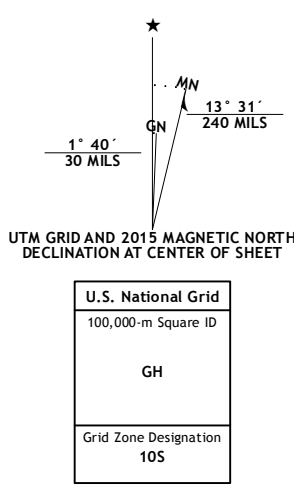 MN
GN
13° 31´
240 MILS
1° 40´
30 MILS
UTM GRID AND 2015 MAGNETIC NORTH
DECLINATION AT CENTER OF SHEET
U.S. National Grid
100,000-m Square ID
GH
Grid Zone Designation
10S